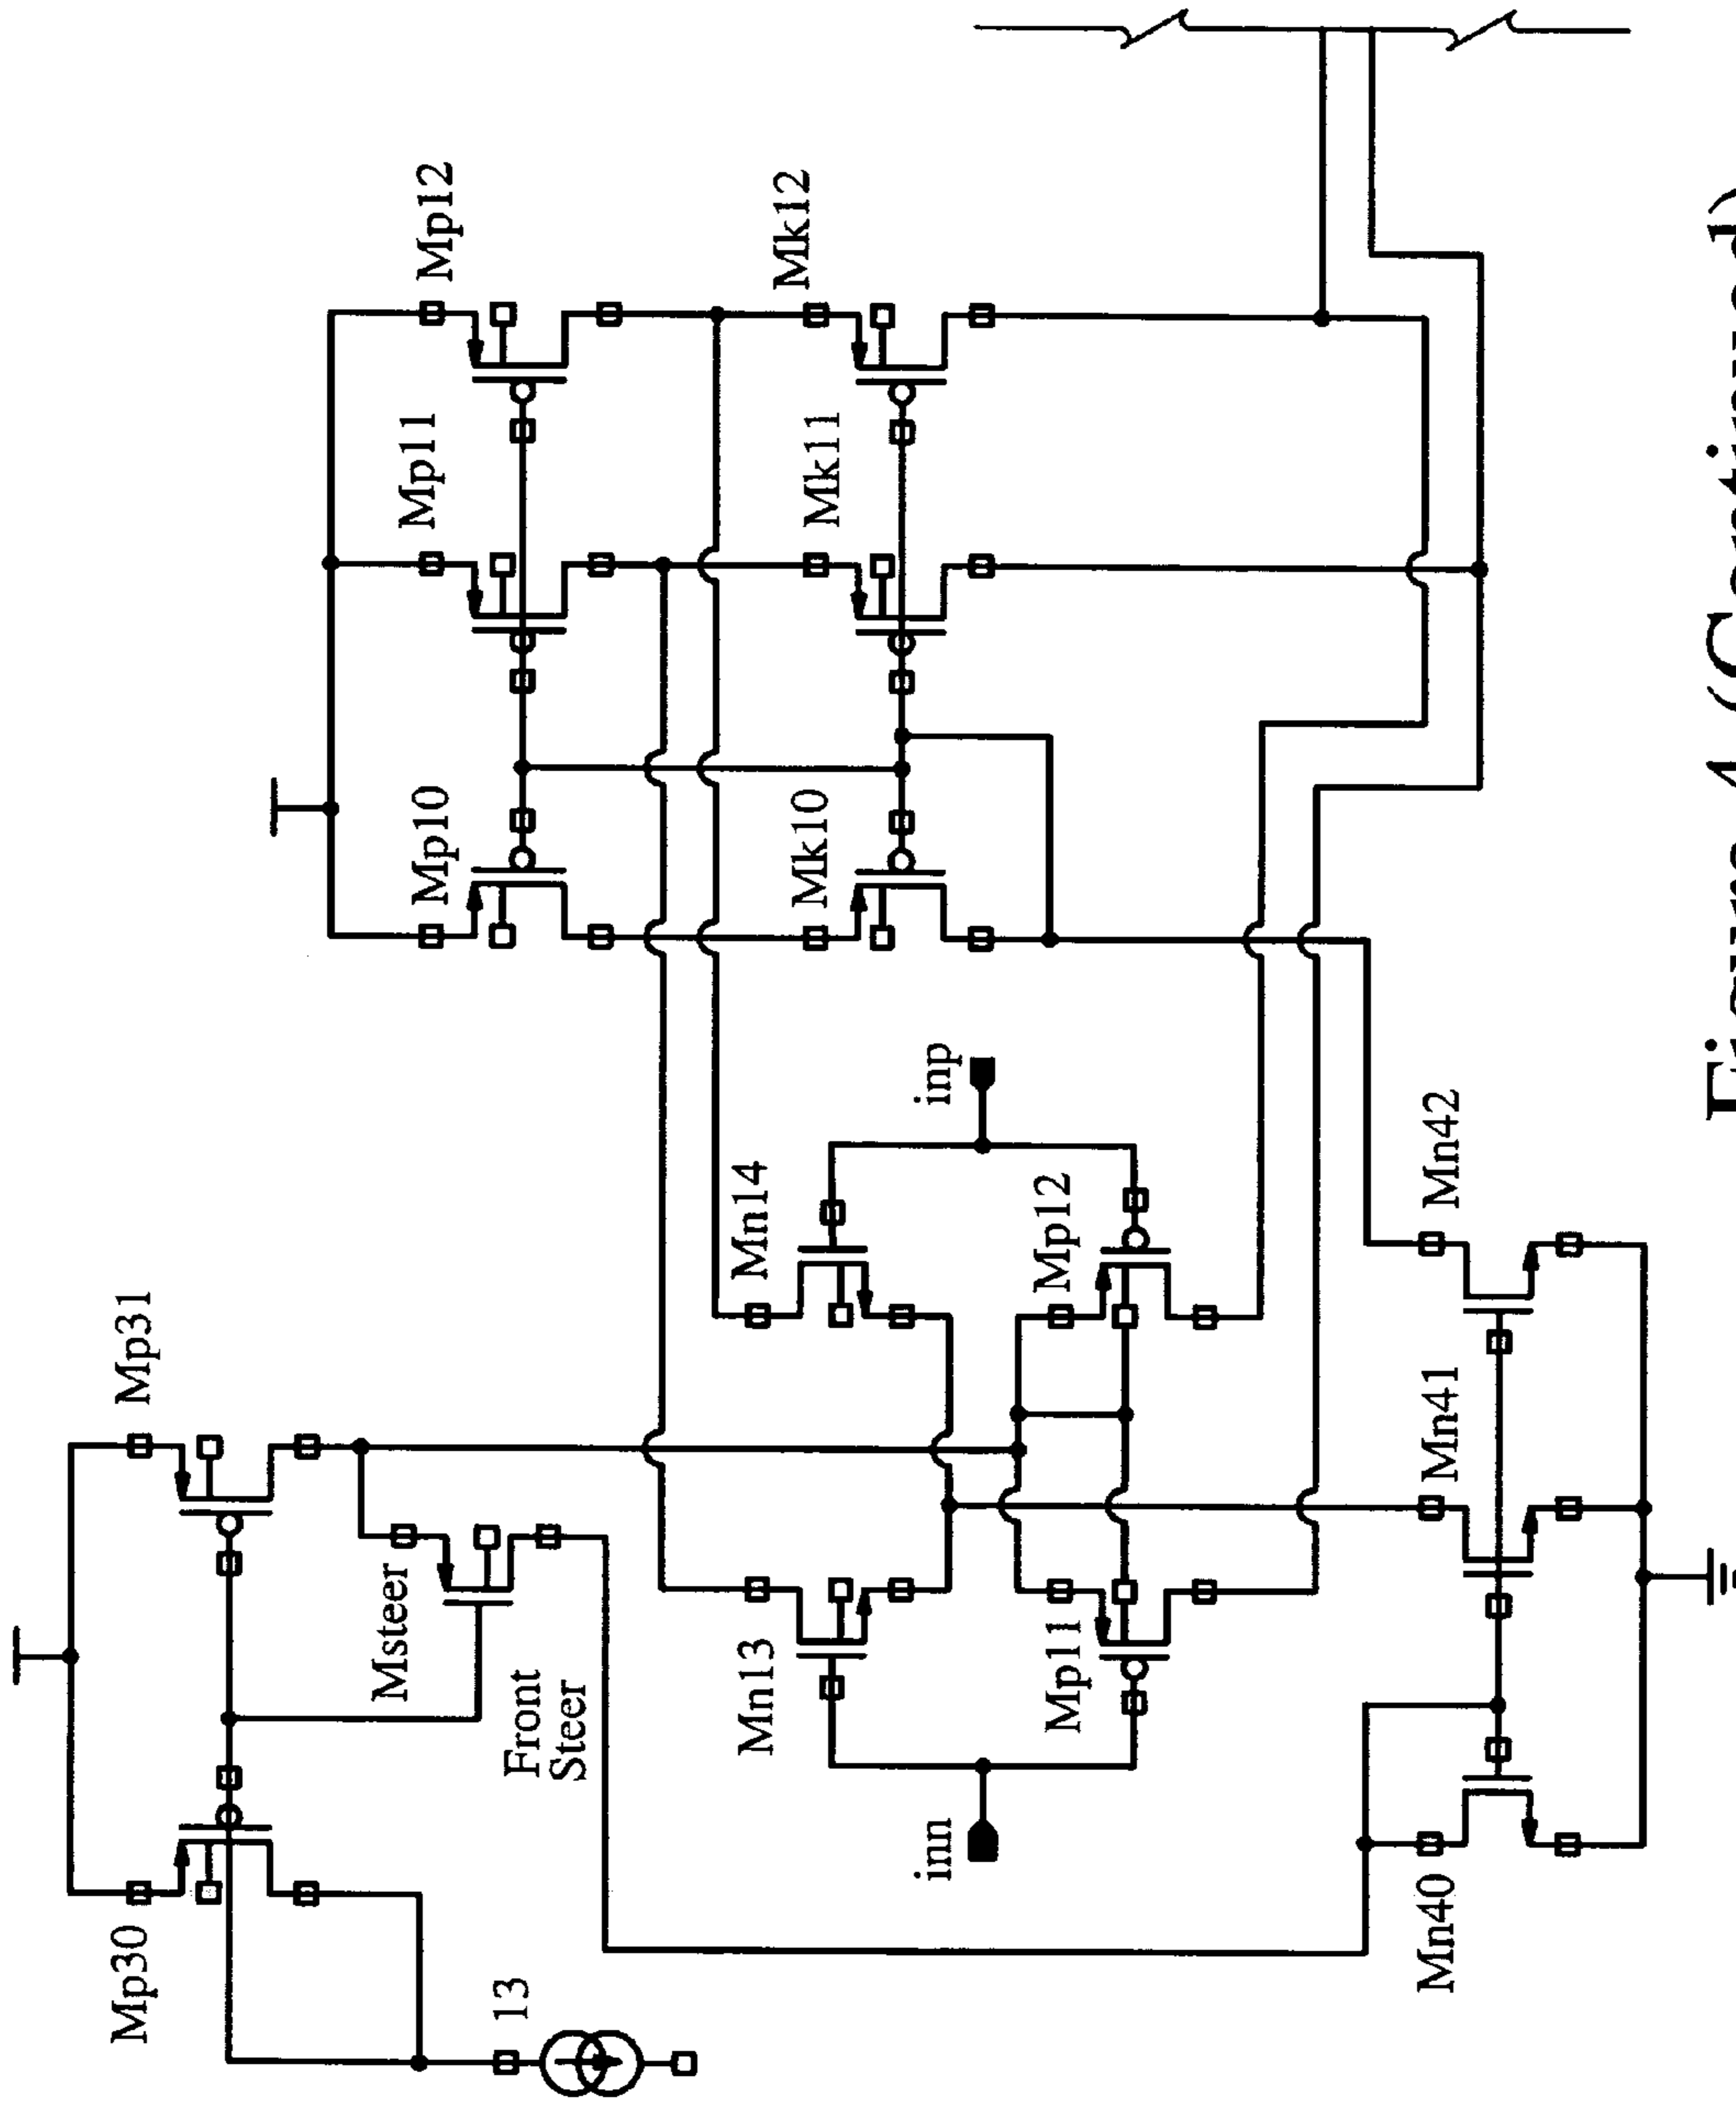 Mp30
Mp31
Msteer
Mp10
Mp11
Mp12
13
Front
Steer
Mn13
Mn14
Mk10
Mk11
Mk12
inn
inp
Mp11
Mp12
Mn40
Mn41
Mn42
Figure 4 (Continued)